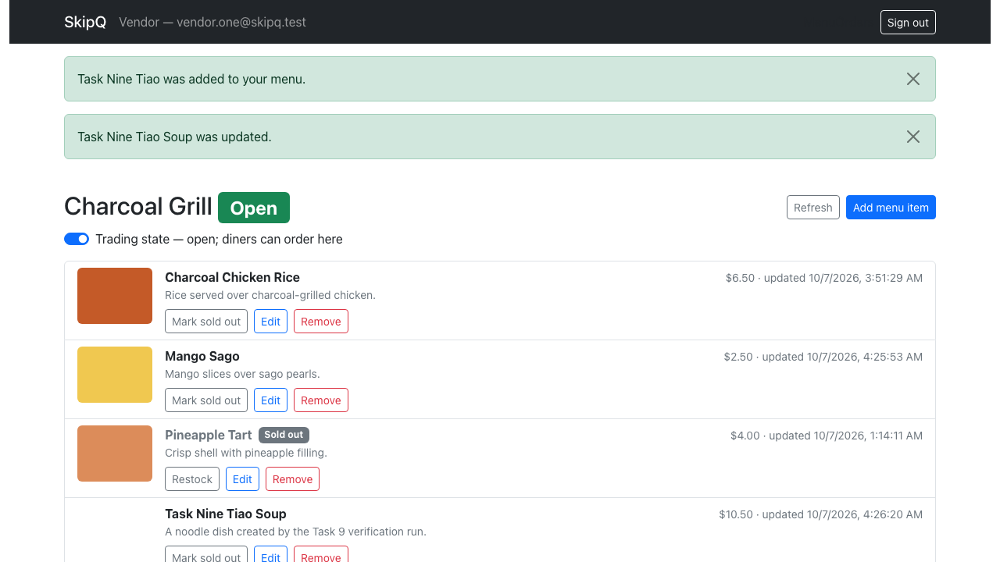 SkipQ Vendor — vendor.one@skipq.test Sign out
Task Nine Tiao was added to your menu.
Task Nine Tiao Soup was updated.
Charcoal Grill Open Refresh Add menu item
Trading state — open; diners can order here
Charcoal Chicken Rice $6.50 · updated 10/7/2026, 3:51:29 AM
Rice served over charcoal-grilled chicken.
Mark sold out Edit Remove
Mango Sago $2.50 · updated 10/7/2026, 4:25:53 AM
Mango slices over sago pearls.
Mark sold out Edit Remove
Pineapple Tart Sold out $4.00 · updated 10/7/2026, 1:14:11 AM
Crisp shell with pineapple filling.
Restock Edit Remove
Task Nine Tiao Soup $10.50 · updated 10/7/2026, 4:26:20 AM
A noodle dish created by the Task 9 verification run.
Mark sold out Edit Remove